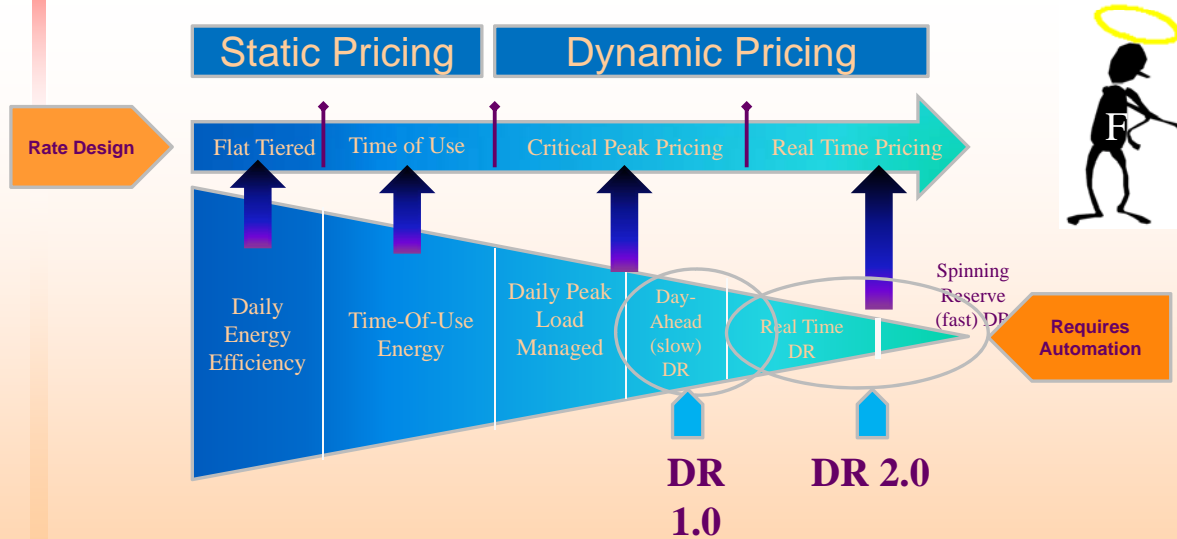 Static Pricing
Dynamic Pricing
Rate Design
Flat Tiered
Time of Use
Critical Peak Pricing
Real Time Pricing
F
Daily
Energy
Efficiency
Time-Of-Use
Energy
Daily Peak
Load
Managed
Day-
Ahead
(slow)
DR
Real Time
DR
Spinning
Reserve
(fast) DR
Requires
Automation
DR
1.0
DR 2.0